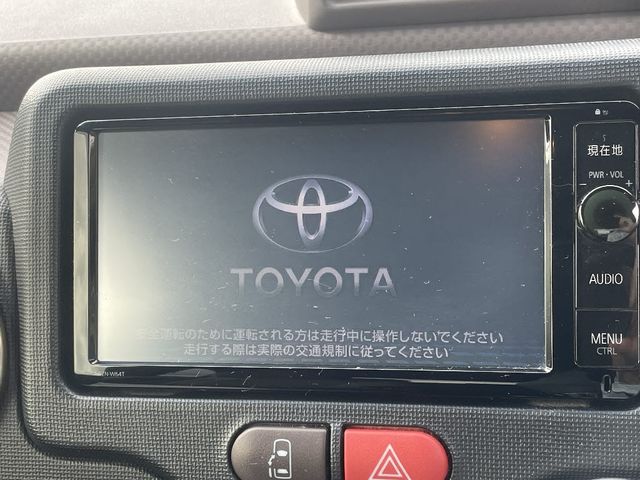 現在地
PWR・VOL
− +
TOYOTA
AUDIO
安全運転のために運転される方は走行中に操作しないでください
走行する際は実際の交通規制に従ってください
MENU
CTRL